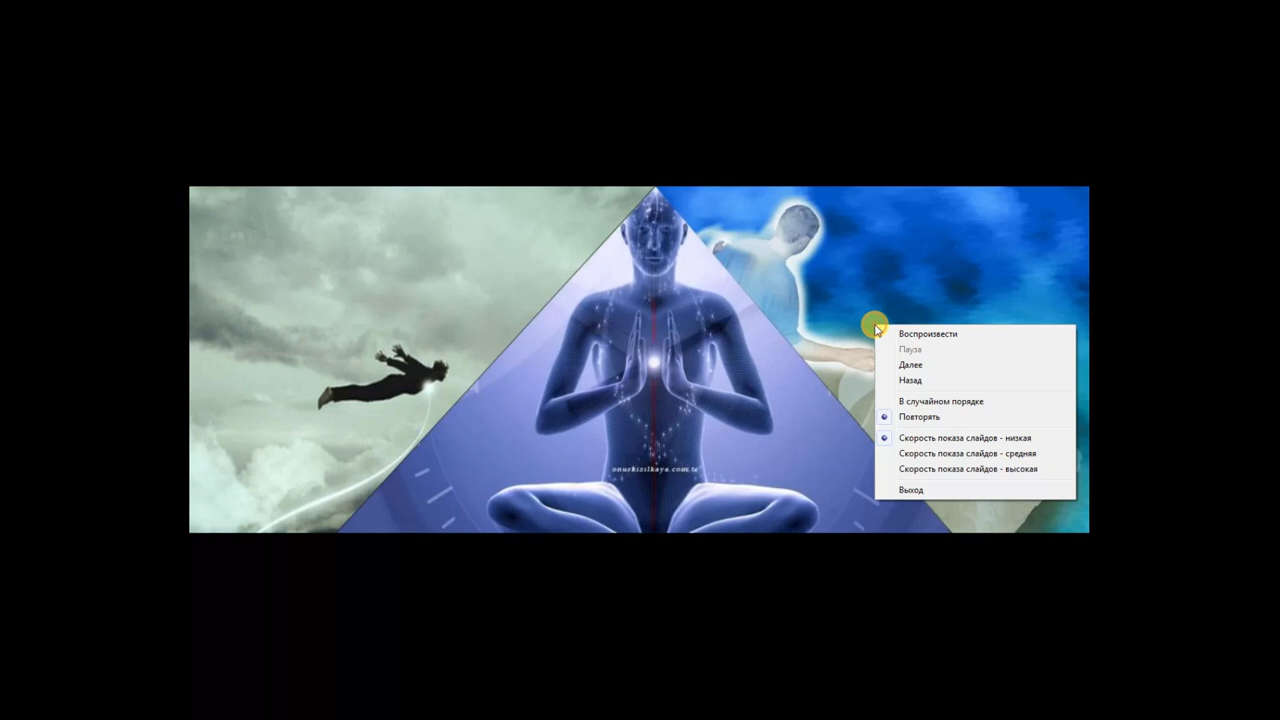 Воспроизвести
Пауза
Далее
Назад
В случайном порядке
Повторять
Скорость показа слайдов - низкая
Скорость показа слайдов - средняя
Скорость показа слайдов - высокая
Выход
onurkizilkaya.com.tc